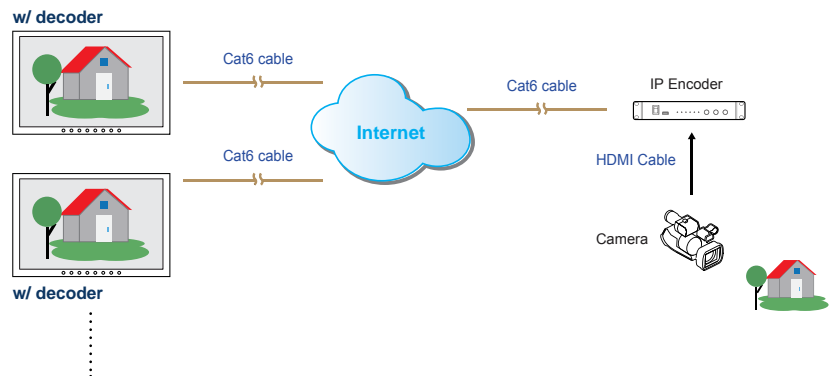 w/ decoder
Cat6 cable
Cat6 cable
IP Encoder
Internet
Cat6 cable
HDMI Cable
Camera
w/ decoder